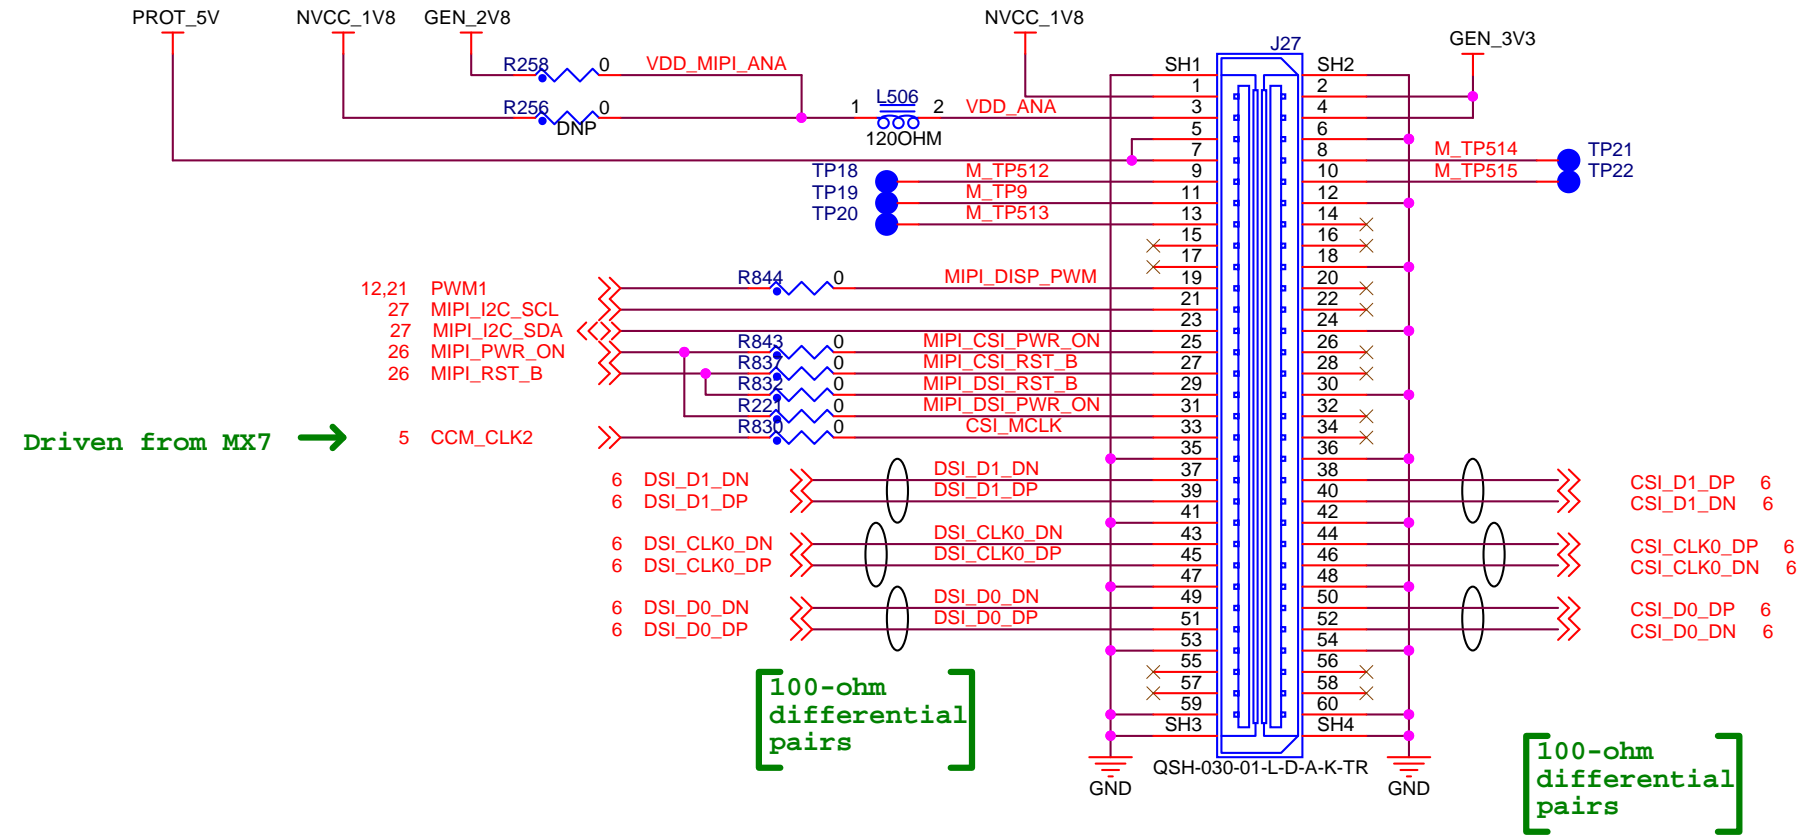 PROT_5V NVCC_1V8 GEN_2V8 NVCC_1V8
J27 GEN_3V3
R258 0 VDD_MIPI_ANA SH1 SH2
1 2
R256 0 DNP 1 L506 2 VDD_ANA 3 4
120OHM
5 6
7 8 M_TP514 TP21
TP18 M_TP512 9 10 M_TP515 TP22
TP19 M_TP9 11 12
TP20 M_TP513 13 14
15 16
17 18
12,21 PWM1 R844 0 MIPI_DISP_PWM 19 20
27 MIPI_I2C_SCL 21 22
27 MIPI_I2C_SDA 23 24
26 MIPI_PWR_ON R843 0 MIPI_CSI_PWR_ON 25 26
26 MIPI_RST_B 0 MIPI_CSI_RST_B 27 28
R832 0 MIPI_DSI_RST_B 29 30
0 MIPI_DSI_PWR_ON 31 32
Driven from MX7 5 CCM_CLK2 R830 0 CSI_MCLK 33 34
35 36
6 DSI_D1_DN DSI_D1_DN 37 38 CSI_D1_DP 6
6 DSI_D1_DP DSI_D1_DP 39 40 CSI_D1_DN 6
41 42
6 DSI_CLK0_DN DSI_CLK0_DN 43 44 CSI_CLK0_DP 6
6 DSI_CLK0_DP DSI_CLK0_DP 45 46 CSI_CLK0_DN 6
47 48
6 DSI_D0_DN DSI_D0_DN 49 50 CSI_D0_DP 6
6 DSI_D0_DP DSI_D0_DP 51 52 CSI_D0_DN 6
53 54
55 56
57 58
59 60
SH3 SH4
100-ohm
differential
pairs
QSH-030-01-L-D-A-K-TR
GND GND
100-ohm
differential
pairs